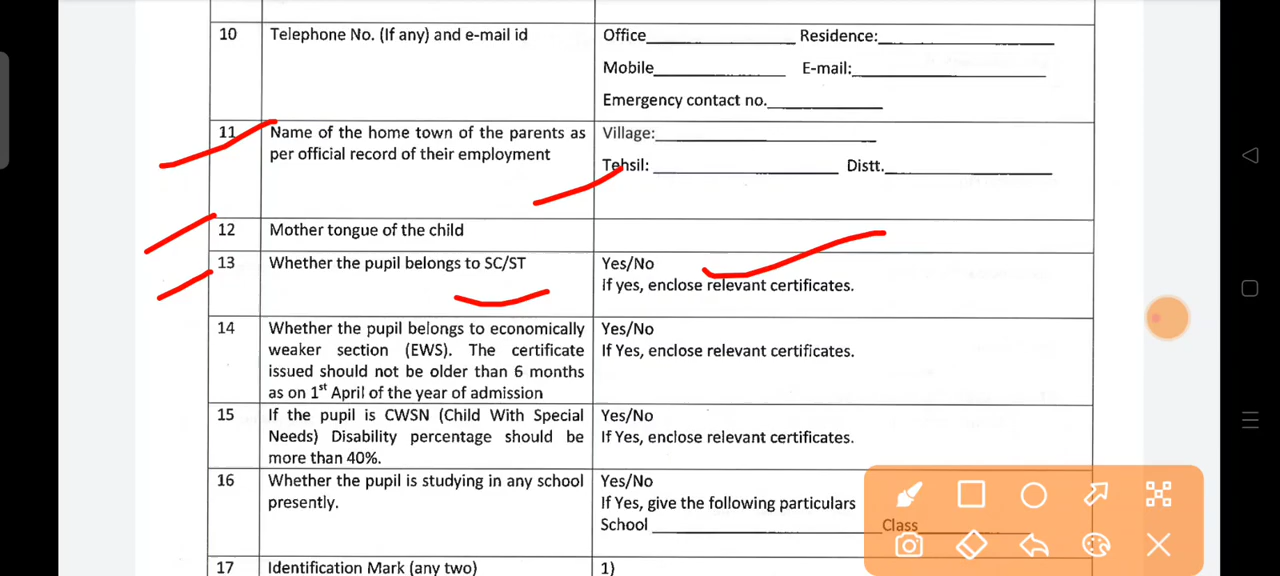 10 Telephone No. (If any) and e-mail id Office Residence:
Mobile E-mail:
Emergency contact no.
11 Name of the home town of the parents as Village:
per official record of their employment Tehsil: Distt.
12 Mother tongue of the child
13 Whether the pupil belongs to SC/ST Yes/No
If yes, enclose relevant certificates.
14 Whether the pupil belongs to economically Yes/No
weaker section (EWS). The certificate If Yes, enclose relevant certificates.
issued should not be older than 6 months
as on 1st April of the year of admission
15 If the pupil is CWSN (Child With Special Yes/No
Needs) Disability percentage should be If Yes, enclose relevant certificates.
more than 40%.
16 Whether the pupil is studying in any school Yes/No
presently. If Yes, give the following particulars
School Class
17 Identification Mark (any two) 1)